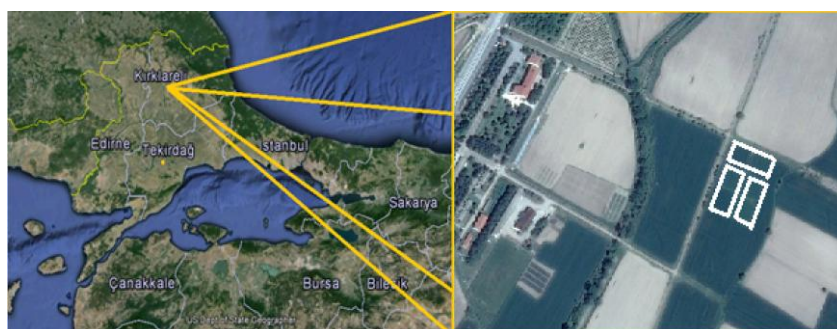 Kırklareli
Edirne
Tekirdağ
İstanbul
Sakarya
Çanakkale
Bursa
Bilecik
US Dept of State Geographer